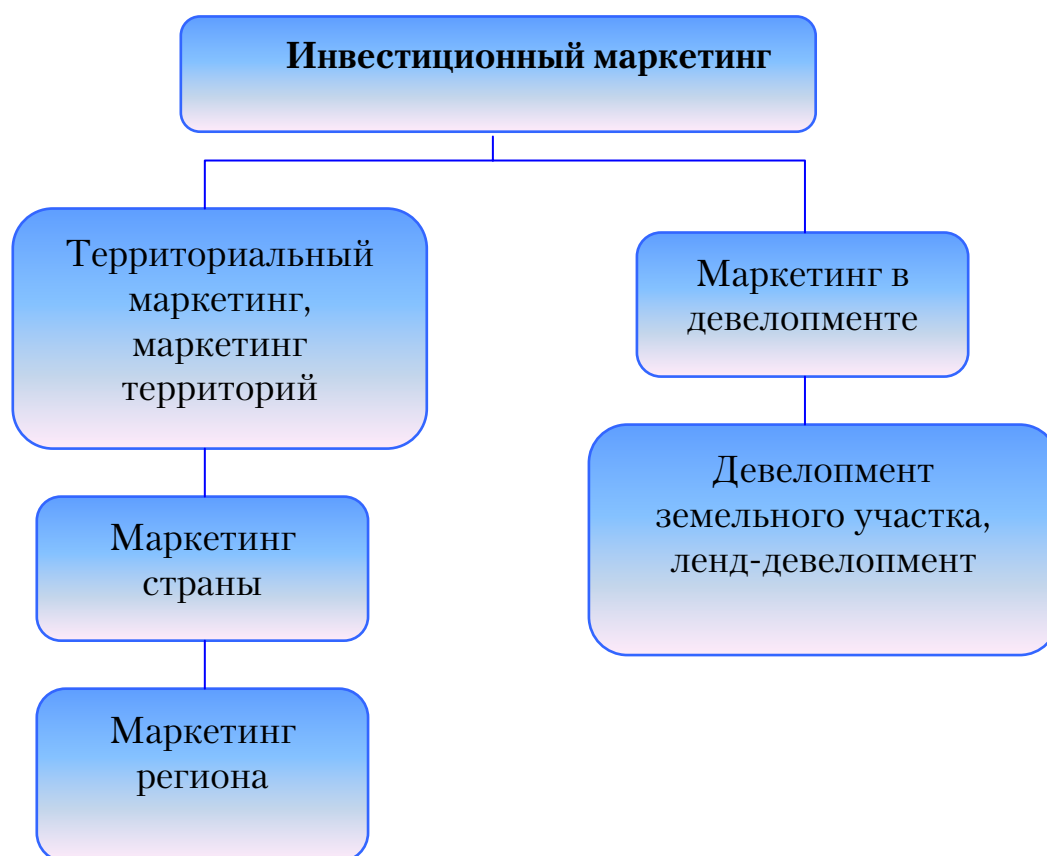 Инвестиционный маркетинг
Территориальный
маркетинг,
маркетинг
территорий
Маркетинг в
девелопменте
Маркетинг
страны
Девелопмент
земельного участка,
ленд-девелопмент
Маркетинг
региона